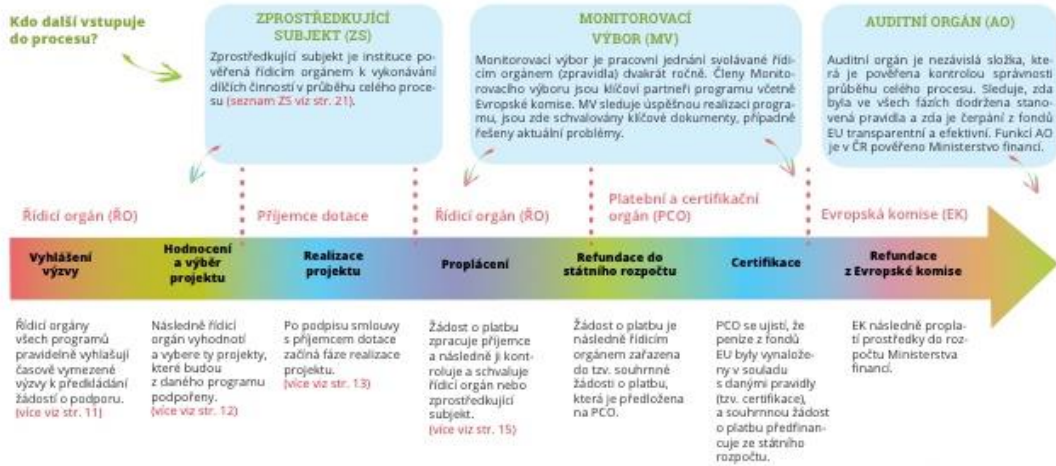 Kdo další vstupuje
do procesu?
ZPROSTŘEDKUJÍCÍ
SUBJEKT (ZS)
Zprostředkující subjekt je instituce po-
věřená řídicím orgánem k vykonávání
dílčích činností v průběhu celého proce-
su (seznam ZS viz str. 21).
MONITOROVACÍ
VÝBOR (MV)
Monitorovací výbor je pracovní jednání svolávané řídi-
cím orgánem (zpravidla) dvakrát ročně. Členy Monito-
rovacího výboru jsou klíčoví partneři programu včetně
Evropské komise. MV sleduje úspěšnou realizaci progra-
mu, jsou zde schvalovány klíčové dokumenty, případně
řešeny aktuální problémy.
AUDITNÍ ORGÁN (AO)
Auditní orgán je nezávislá složka, kte-
rá je pověřena kontrolou správnosti
průběhu celého procesu. Sleduje, zda
byla ve všech fázích dodržena stano-
vená pravidla a zda je čerpání z fondů
EU transparentní a efektivní. Funkcí AO
je v ČR pověřeno Ministerstvo financí.
Řídicí orgán (ŘO)
Příjemce dotace
Řídicí orgán (ŘO)
Platební a certifikační
orgán (PCO)
Evropská komise (EK)
Vyhlášení
výzvy
Hodnocení
a výběr
projektu
Realizace
projektu
Proplácení
Refundace do
státního rozpočtu
Certifikace
Refundace
z Evropské komise
Řídicí orgány
všech programů
pravidelně vyhlašují
časově vymezené
výzvy k předkládání
žádostí o podporu.
(více viz str. 11)
Následně řídicí
orgán vyhodnotí
a vybere ty projekty,
které budou
z daného programu
podpořeny.
(více viz str. 12)
Po podpisu smlouvy
s příjemcem dotace
začíná fáze realizace
projektu.
(více viz str. 13)
Žádost o platbu
zpracuje příjemce
a následně ji kont-
roluje a schvaluje
řídicí orgán nebo
zprostředkující
subjekt.
(více viz str. 15)
Žádost o platbu je
následně řídicím
orgánem zařazena
do tzv. souhrnné
žádosti o platbu,
která je předložena
na PCO.
PCO se ujistí, že
peníze z fondů
EU byly vynalože-
ny v souladu
s danými pravidly
(tzv. certifikace),
a souhrnnou žádost
o platbu předfinan-
cuje ze státního
rozpočtu.
EK následně propla-
tí prostředky do roz-
počtu Ministerstva
financí.